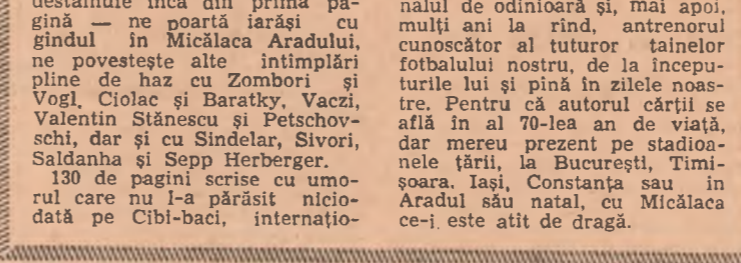 destăinuie încă din prima pa-
gină — ne poartă iarăși cu
gîndul în Micălaca Aradului,
ne povestește alte întîmplări
pline de haz cu Zombori și
Vogl, Ciolac și Baratky, Vaczi,
Valentin Stănescu și Petschov-
schi, dar și cu Sindelar, Sivori,
Saldanha și Sepp Herberger.
130 de pagini scrise cu umo-
rul care nu l-a părăsit nicio-
dată pe Cibi-baci, internațio-
nalul de odinioară și, mai apoi,
mulți ani la rînd, antrenorul
cunoscător al tuturor tainelor
fotbalului nostru, de la începu-
turile lui și pînă în zilele noas-
tre. Pentru că autorul cărții se
află în al 70-lea an de viață,
dar mereu prezent pe stadioa-
nele țării, la București, Timi-
șoara, Iași, Constanța sau în
Aradul său natal, cu Micălaca
ce-i este atît de dragă.